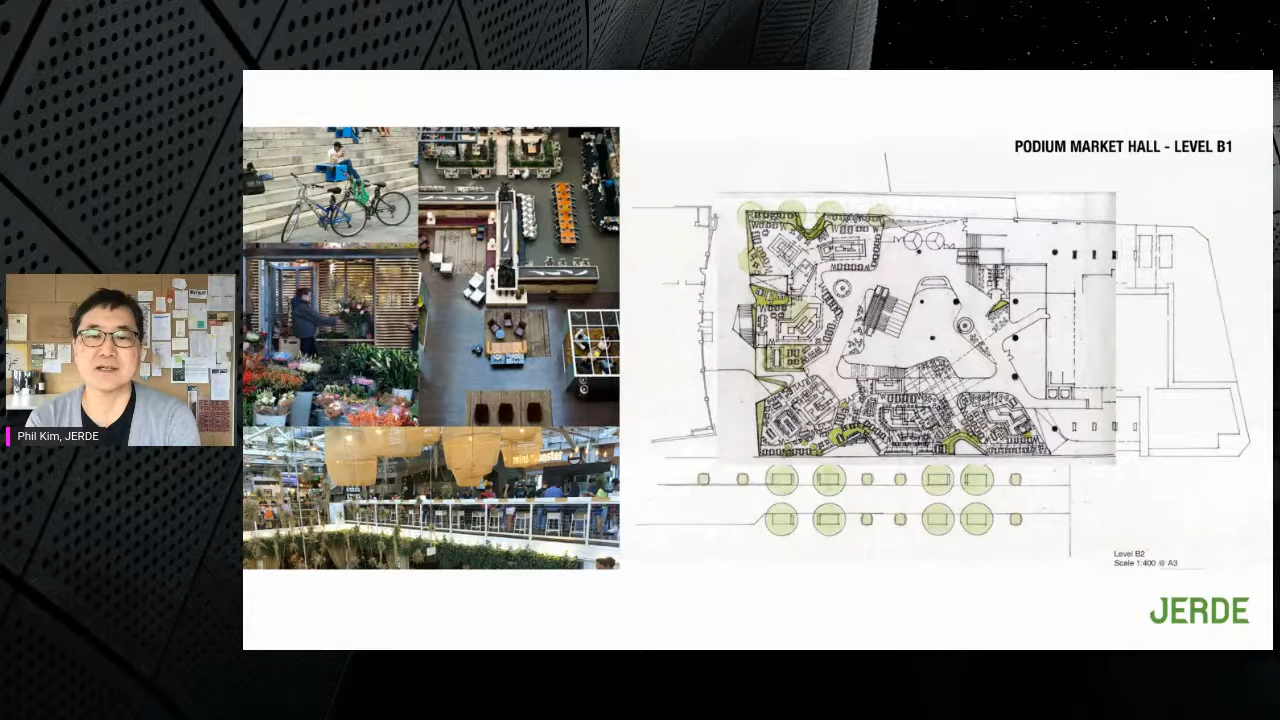 PODIUM MARKET HALL - LEVEL B1
Phil Kim, JERDE
Level B2
Scale 1:400 @ A3
JERDE